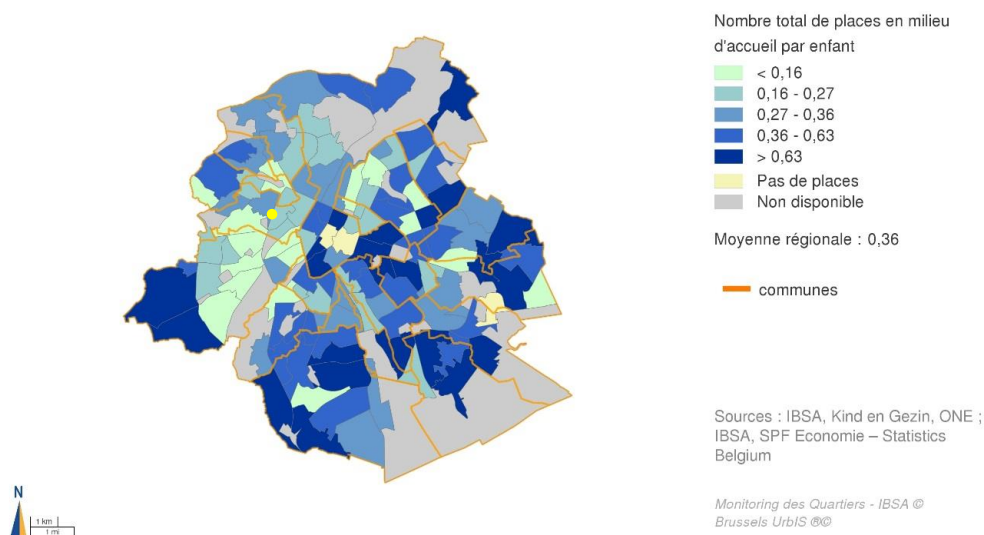 Nombre total de places en milieu
d'accueil par enfant
< 0,16
0,16 - 0,27
0,27 - 0,36
0,36 - 0,63
> 0,63
Pas de places
Non disponible
Moyenne régionale : 0,36
communes
Sources : IBSA, Kind en Gezin, ONE ;
IBSA, SPF Economie – Statistics
Belgium
N
1 km
1 mi
Monitoring des Quartiers - IBSA ©
Brussels UrbIS ®©